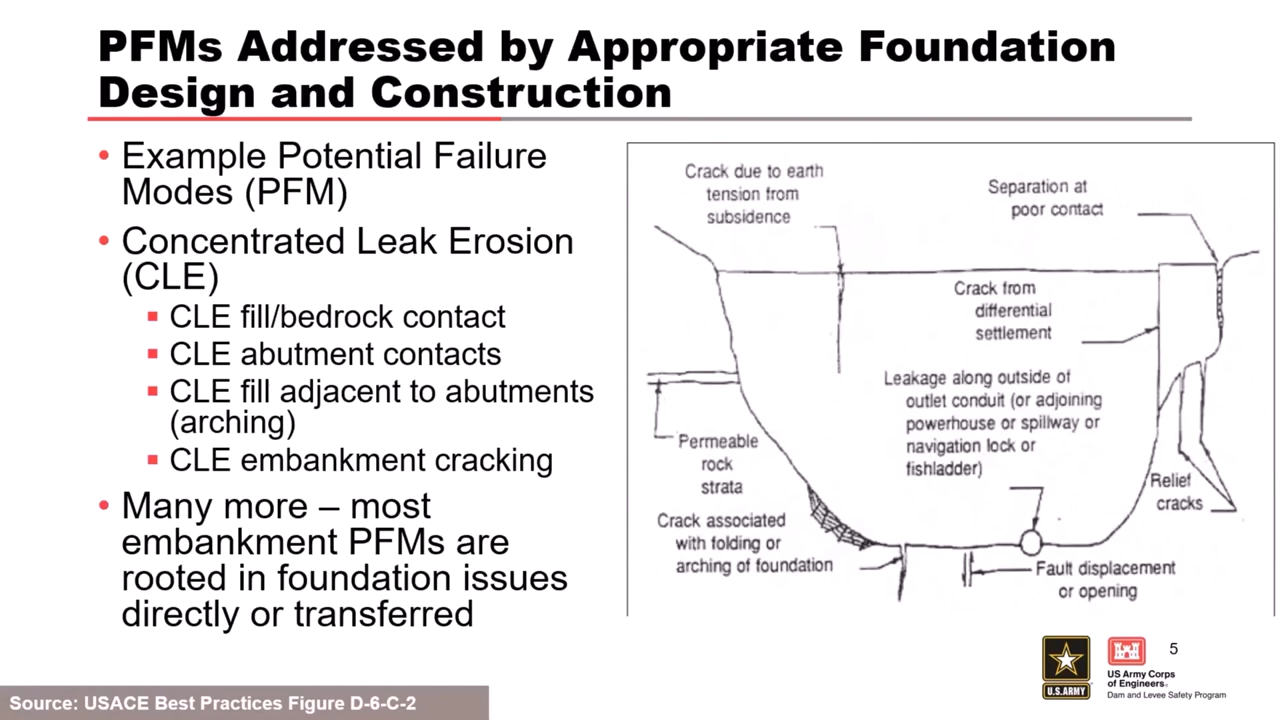 PFMs Addressed by Appropriate Foundation
Design and Construction
• Example Potential Failure
Modes (PFM)
• Concentrated Leak Erosion
(CLE)
▪ CLE fill/bedrock contact
▪ CLE abutment contacts
▪ CLE fill adjacent to abutments
(arching)
▪ CLE embankment cracking
• Many more – most
embankment PFMs are
rooted in foundation issues
directly or transferred
Crack due to earth
tension from
subsidence
Separation at
poor contact
Crack from
differential
settlement
Leakage along outside of
outlet conduit (or adjoining
powerhouse or spillway or
navigation lock or
fishladder)
Permeable
rock
strata
Relief
cracks
Crack associated
with folding or
arching of foundation
Fault displacement
or opening
U.S. ARMY
US Army Corps
of Engineers®
Dam and Levee Safety Program
5
Source: USACE Best Practices Figure D-6-C-2